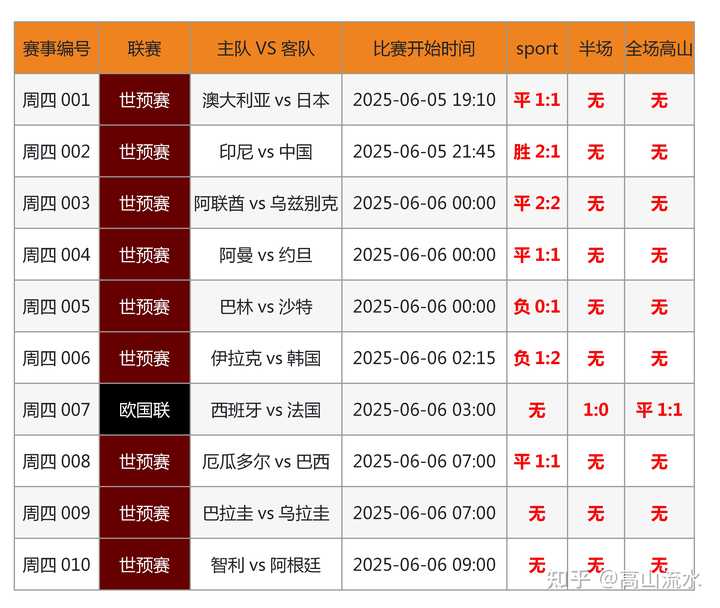 赛事编号 联赛 主队 VS 客队 比赛开始时间 sport 半场 全场高山
周四 001 世预赛 澳大利亚 vs 日本 2025-06-05 19:10 平 1:1 无 无
周四 002 世预赛 印尼 vs 中国 2025-06-05 21:45 胜 2:1 无 无
周四 003 世预赛 阿联酋 vs 乌兹别克 2025-06-06 00:00 平 2:2 无 无
周四 004 世预赛 阿曼 vs 约旦 2025-06-06 00:00 平 1:1 无 无
周四 005 世预赛 巴林 vs 沙特 2025-06-06 00:00 负 0:1 无 无
周四 006 世预赛 伊拉克 vs 韩国 2025-06-06 02:15 负 1:2 无 无
周四 007 欧国联 西班牙 vs 法国 2025-06-06 03:00 无 1:0 平 1:1
周四 008 世预赛 厄瓜多尔 vs 巴西 2025-06-06 07:00 平 1:1 无 无
周四 009 世预赛 巴拉圭 vs 乌拉圭 2025-06-06 07:00 无 无 无
周四 010 世预赛 智利 vs 阿根廷 2025-06-06 09:00 无 无 无
知乎 @高山流水